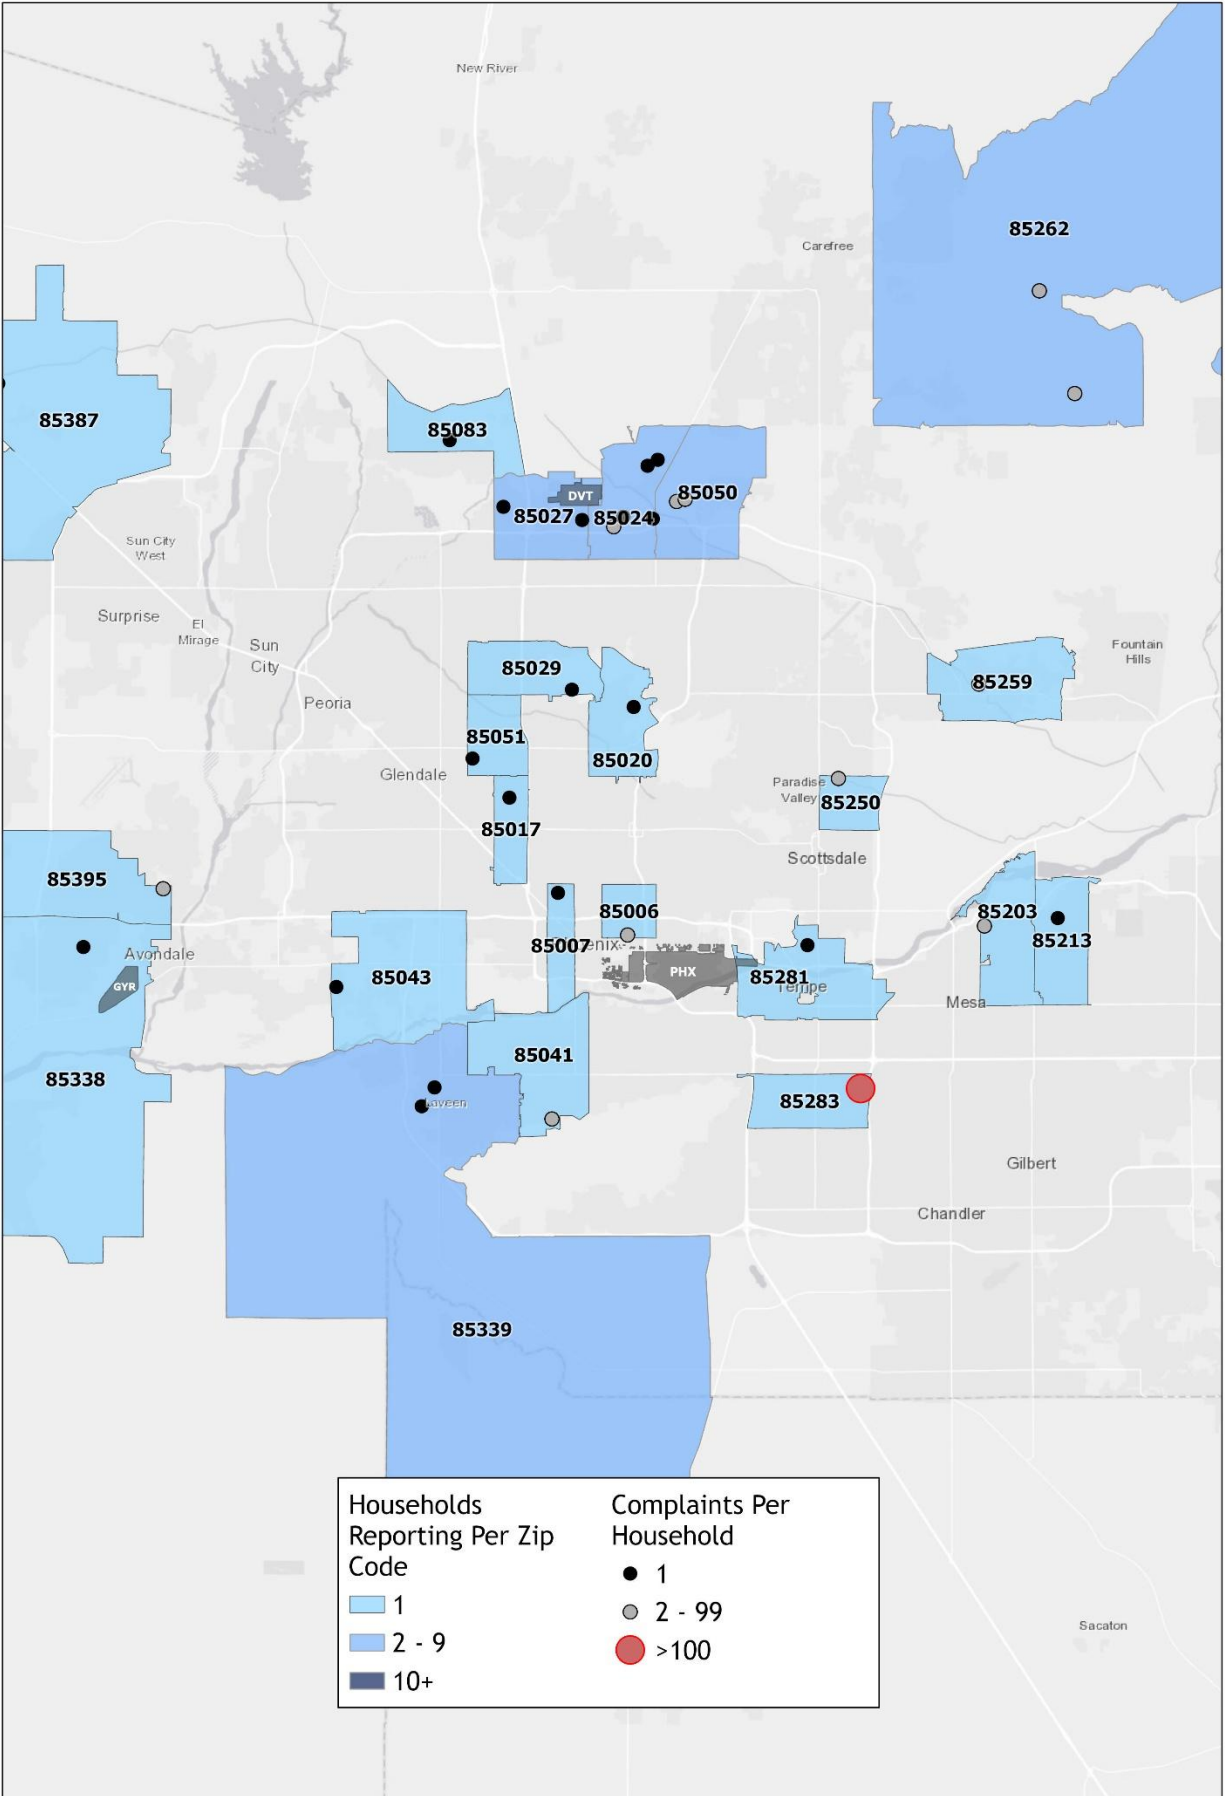 New River
85262
Carefree
85387
85083
85050
DVT
85027
85024
Sun City
West
Surprise
El
Mirage
Sun
City
Fountain
Hills
85029
85259
Peoria
85051
85020
Glendale
Paradise
Valley
85250
85017
Scottsdale
85395
85006
85203
85213
85007
enix
Avondale
85043
PHX
85281
Tempe
GYR
Mesa
85041
85338
85283
Laveen
Gilbert
Chandler
85339
Households
Reporting Per Zip
Code
1
2 - 9
10+
Complaints Per
Household
1
2 - 99
>100
Sacaton